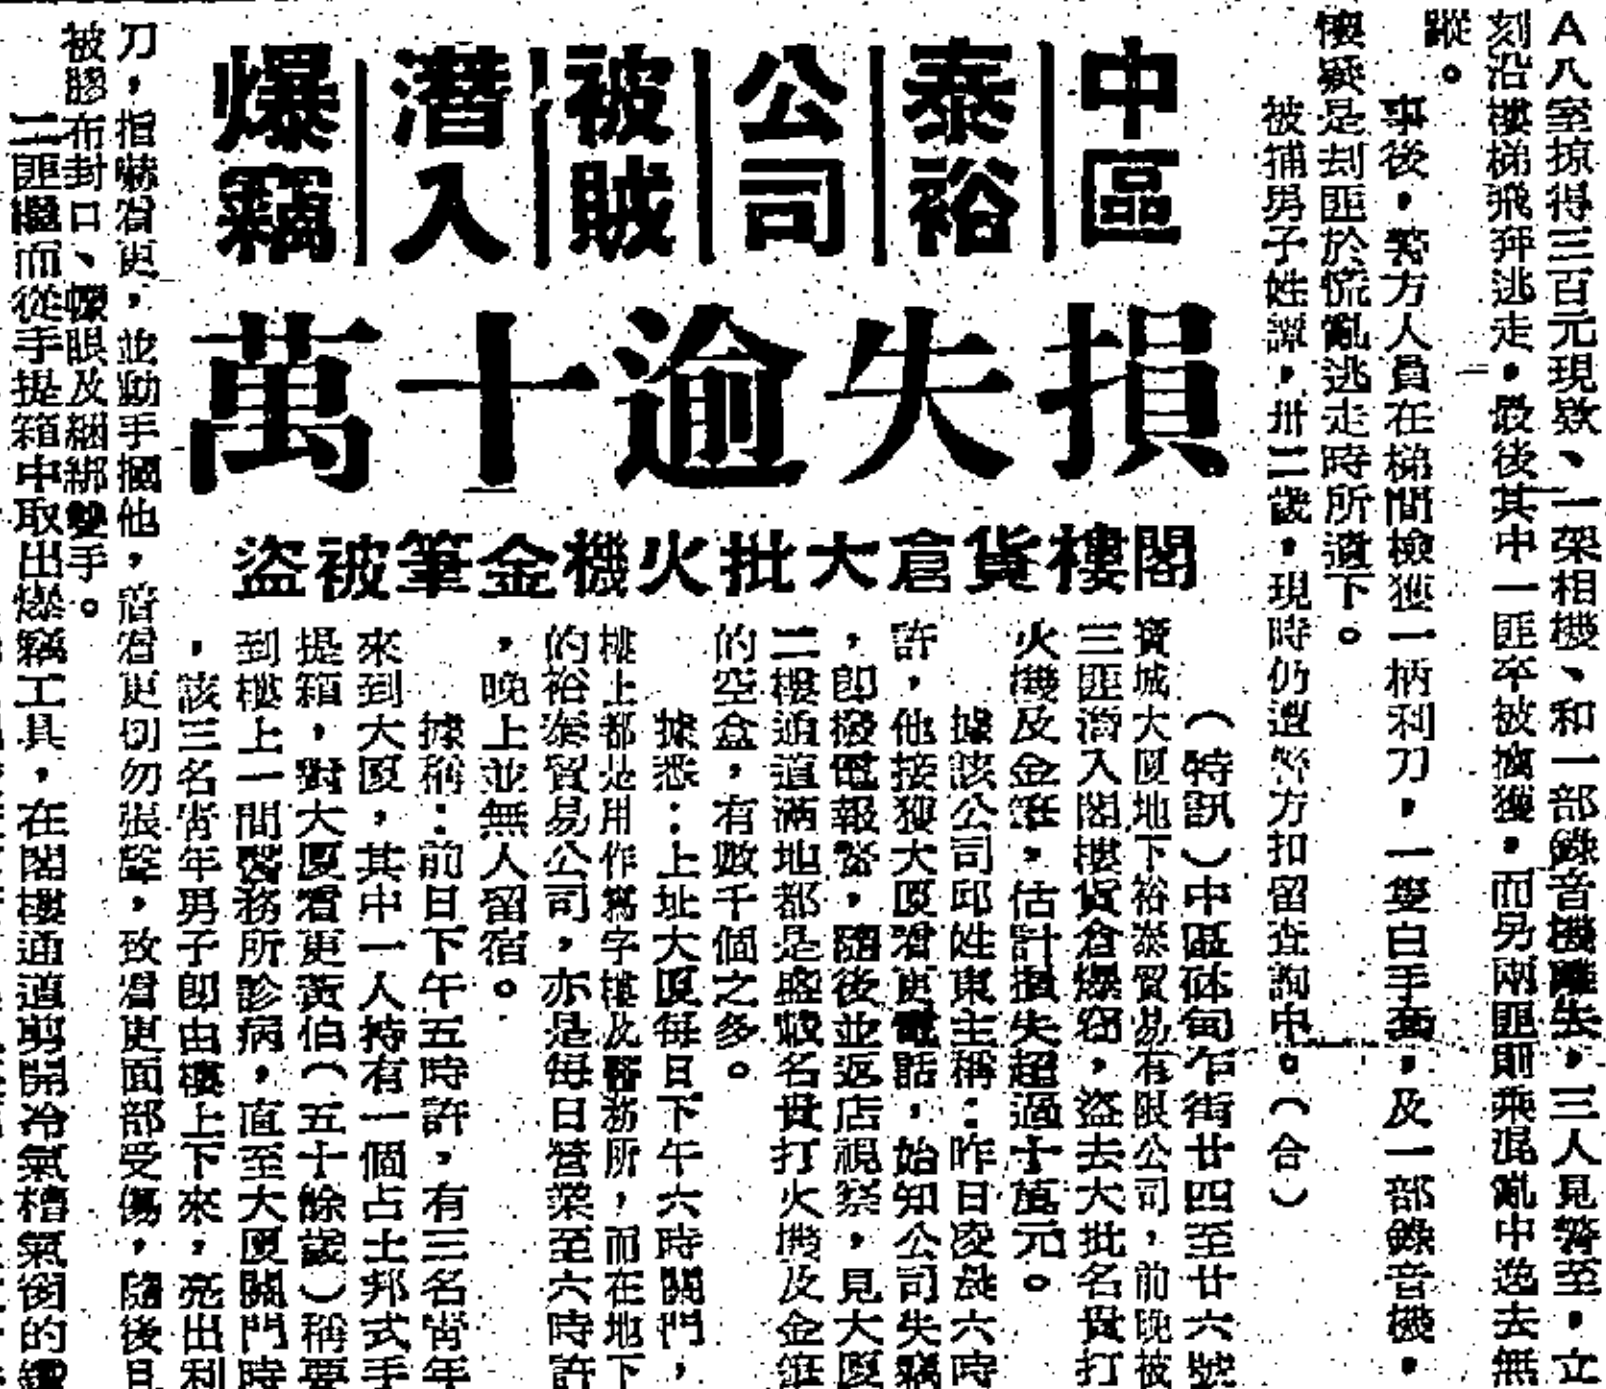 A八室掠得三百元現欵、一架相機、和一部錄音機離去，三人見警至，立
刻沿樓梯飛奔逃走，最後其中一匪卒被擒獲，而另兩匪則乘混亂中逸去無
蹤。
事後，警方人員在梯間檢獲一柄利刀，一隻白手套，及一部錄音機，
懷疑是刦匪於慌亂逃走時所遺下。
被捕男子姓譚，卅二歲，現時仍遭警方扣留查詢中。（合）
中區
泰裕
公司
被賊
潛入
爆竊
損失逾十萬
閣樓貨倉大批火機金筆被盜
（特訊）中區砵甸乍街廿四至廿六號
寶城大厦地下裕泰貿易有限公司，前晚被
三匪潛入閣樓貨倉爆竊，盜去大批名貴打
火機及金筆，估計損失超過十萬元。
據該公司邱姓東主稱：昨日凌晨六時
許，他接獲大厦看更電話，始知公司失竊
，即撥電報警，隨後並返店視察，見大厦
二樓通道滿地都是盛載名貴打火機及金筆
的空盒，有數千個之多。
據悉：上址大厦每日下午六時關門，
樓上都是用作寫字樓及醫務所，而在地下
的裕泰貿易公司，亦是每日營業至六時許
，晚上並無人留宿。
據稱：前日下午五時許，有三名青年
來到大厦，其中一人持有一個占士邦式手
提箱，對大厦看更黃伯（五十餘歲）稱要
到樓上一間醫務所診病，直至大厦關門時
，該三名青年男子即由樓上下來，亮出利
刀，指嚇看更，並動手摑他，着看更切勿張聲，致看更面部受傷，隨後且
被膠布封口、幪眼及綑綁雙手。
二匪繼而從手提箱中取出爆竊工具，在閣樓通道剪開冷氣槽氣窗的鐵